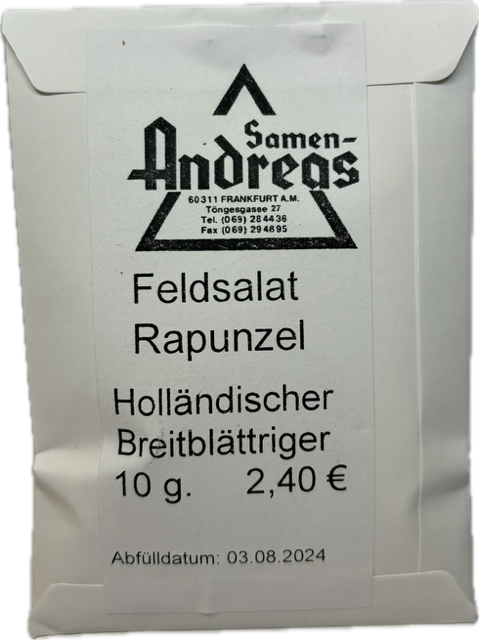 Samen-
Andreas
60311 FRANKFURT A.M.
Töngesgasse 27
Tel. (069) 284436
Fax (069) 294895
Feldsalat
Rapunzel
Holländischer
Breitblättriger
10 g. 2,40 €
Abfülldatum: 03.08.2024